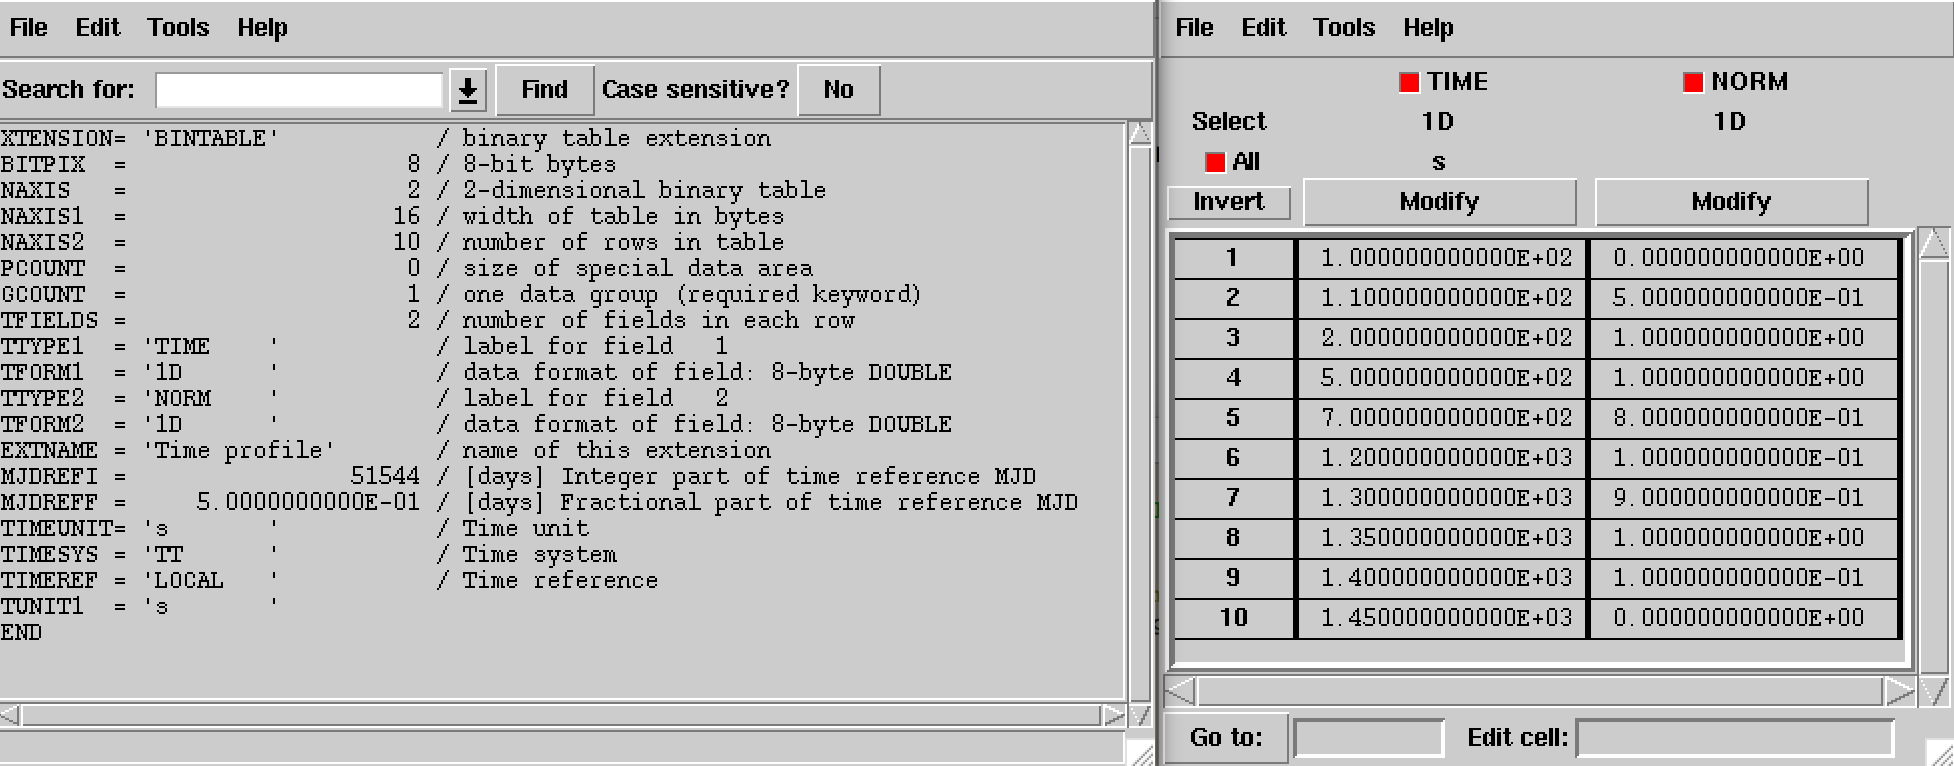 File Edit Tools Help
Search for: Find Case sensitive? No
XTENSION= 'BINTABLE' / binary table extension
BITPIX = 8 / 8-bit bytes
NAXIS = 2 / 2-dimensional binary table
NAXIS1 = 16 / width of table in bytes
NAXIS2 = 10 / number of rows in table
PCOUNT = 0 / size of special data area
GCOUNT = 1 / one data group (required keyword)
TFIELDS = 2 / number of fields in each row
TTYPE1 = 'TIME ' / label for field 1
TFORM1 = '1D ' / data format of field: 8-byte DOUBLE
TTYPE2 = 'NORM ' / label for field 2
TFORM2 = '1D ' / data format of field: 8-byte DOUBLE
EXTNAME = 'Time profile' / name of this extension
MJDREFI = 51544 / [days] Integer part of time reference MJD
MJDREFF = 5.0000000000E-01 / [days] Fractional part of time reference MJD
TIMEUNIT= 's ' / Time unit
TIMESYS = 'TT ' / Time system
TIMEREF = 'LOCAL ' / Time reference
TUNIT1 = 's '
END
File Edit Tools Help
TIME NORM
Select 1D 1D
All s
Invert Modify Modify
1 1.000000000000E+02 0.000000000000E+00
2 1.100000000000E+02 5.000000000000E-01
3 2.000000000000E+02 1.000000000000E+00
4 5.000000000000E+02 1.000000000000E+00
5 7.000000000000E+02 8.000000000000E-01
6 1.200000000000E+03 1.000000000000E-01
7 1.300000000000E+03 9.000000000000E-01
8 1.350000000000E+03 1.000000000000E+00
9 1.400000000000E+03 1.000000000000E-01
10 1.450000000000E+03 0.000000000000E+00
Go to: Edit cell: